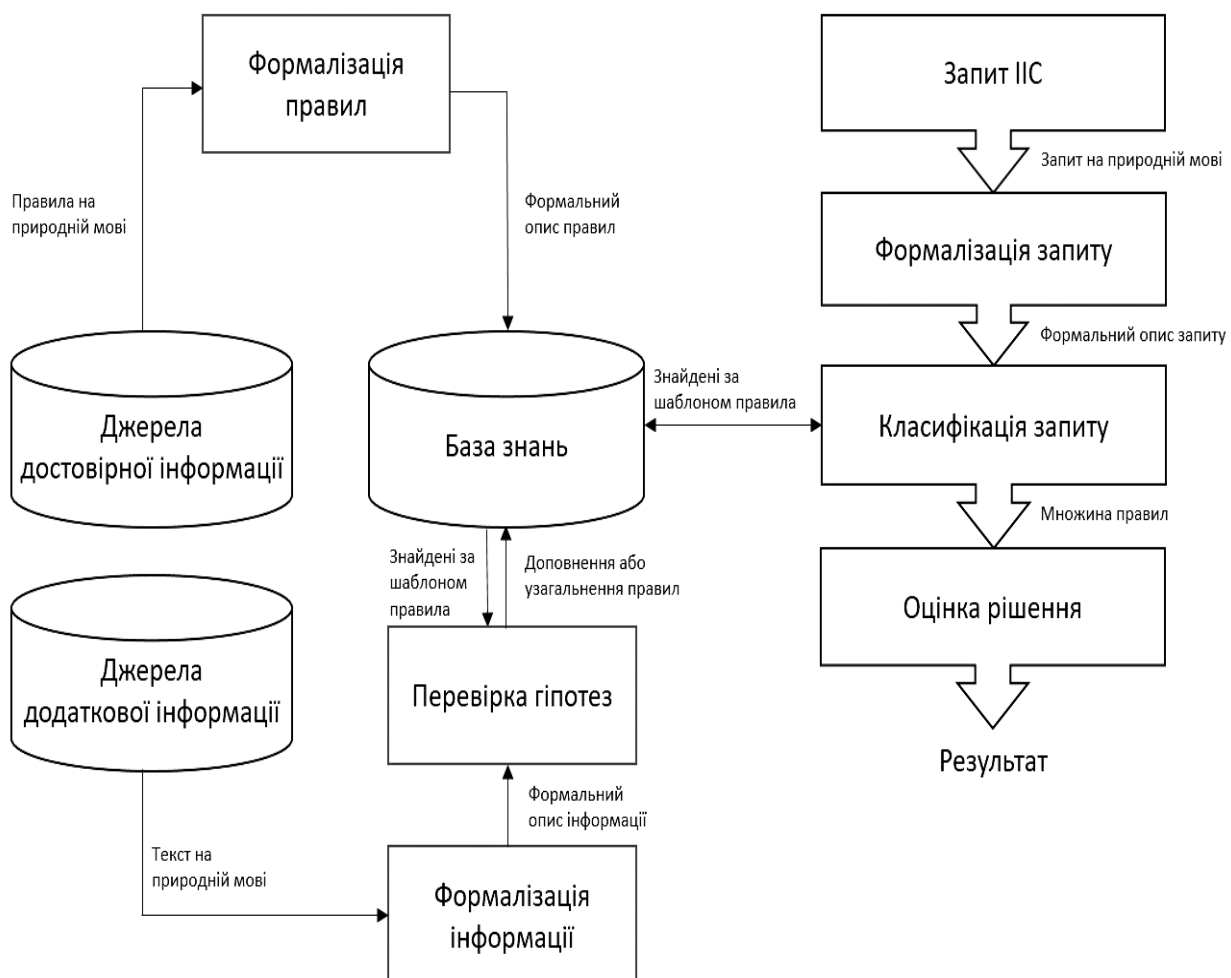 Формалізація
правил
Правила на
природній мові
Формальний
опис правил
Джерела
достовірної інформації
База знань
Знайдені за
шаблоном
правила
Доповнення або
узагальнення правил
Джерела
додаткової інформації
Перевірка гіпотез
Формальний
опис інформації
Текст на
природній мові
Формалізація
інформації
Знайдені за
шаблоном правила
Запит ІІС
Запит на природній мові
Формалізація запиту
Формальний опис запиту
Класифікація запиту
Множина правил
Оцінка рішення
Результат